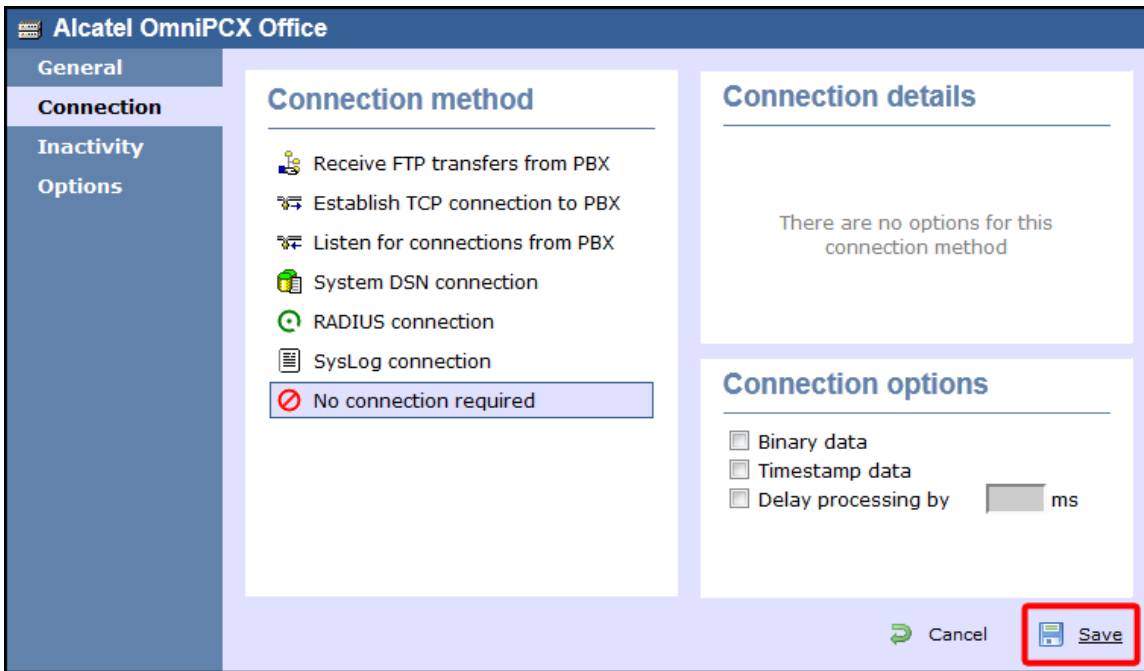 Alcatel OmniPCX Office
General
Connection
Inactivity
Options
Connection method
Receive FTP transfers from PBX
Establish TCP connection to PBX
Listen for connections from PBX
System DSN connection
RADIUS connection
SysLog connection
No connection required
Connection details
There are no options for this
connection method
Connection options
Binary data
Timestamp data
Delay processing by ms
Cancel Save